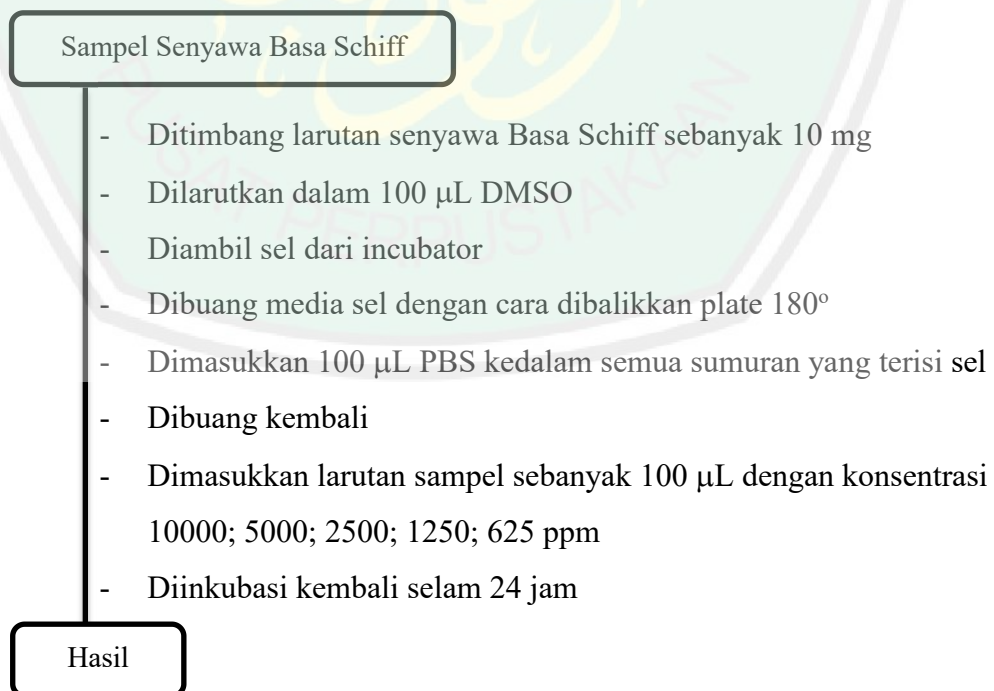 Sampel Senyawa Basa Schiff
- Ditimbang larutan senyawa Basa Schiff sebanyak 10 mg
- Dilarutkan dalam 100 μL DMSO
- Diambil sel dari incubator
- Dibuang media sel dengan cara dibalikkan plate 180º
- Dimasukkan 100 μL PBS kedalam semua sumuran yang terisi sel
- Dibuang kembali
- Dimasukkan larutan sampel sebanyak 100 μL dengan konsentrasi
10000; 5000; 2500; 1250; 625 ppm
- Diinkubasi kembali selam 24 jam
Hasil
PUSAT PERPUSTAKAAN